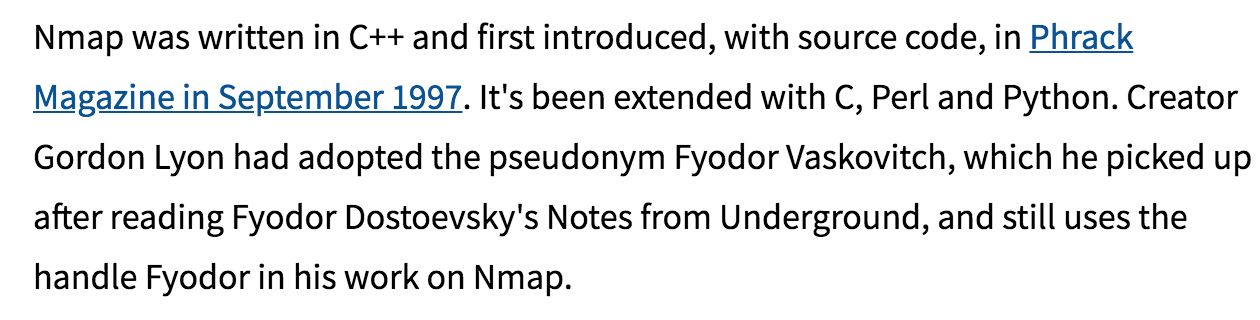 Nmap was written in C++ and first introduced, with source code, in Phrack
Magazine in September 1997. It's been extended with C, Perl and Python. Creator
Gordon Lyon had adopted the pseudonym Fyodor Vaskovitch, which he picked up
after reading Fyodor Dostoevsky's Notes from Underground, and still uses the
handle Fyodor in his work on Nmap.